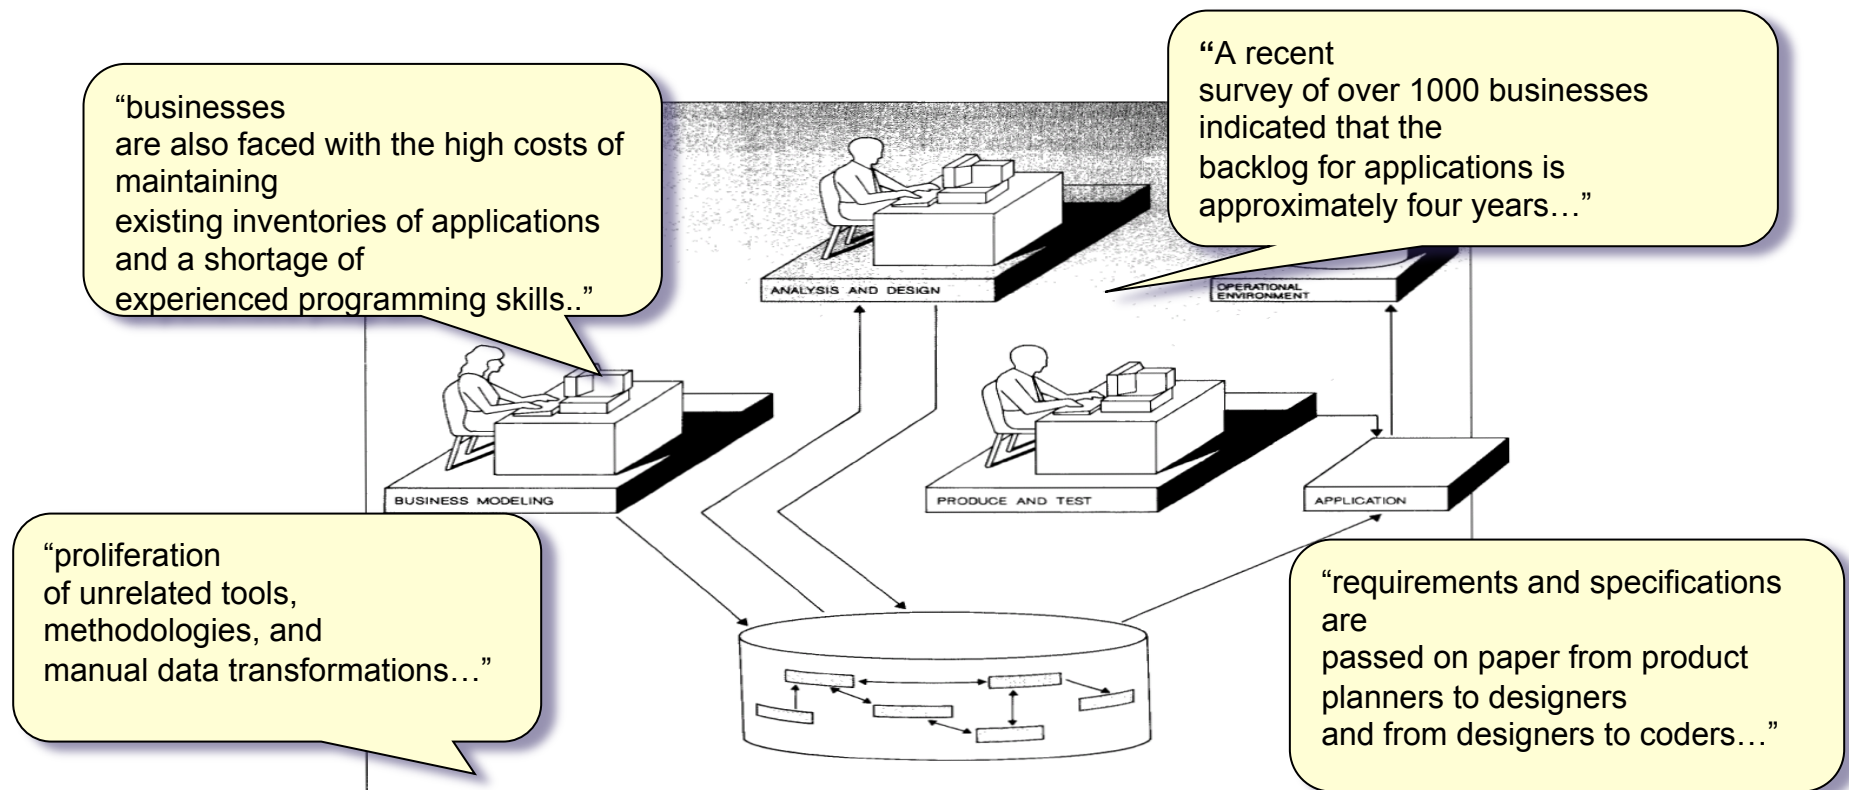 “businesses
are also faced with the high costs of
maintaining
existing inventories of applications
and a shortage of
experienced programming skills..”
“A recent
survey of over 1000 businesses
indicated that the
backlog for applications is
approximately four years…”
ANALYSIS AND DESIGN
OPERATIONAL
ENVIRONMENT
BUSINESS MODELING
PRODUCE AND TEST
APPLICATION
“proliferation
of unrelated tools,
methodologies, and
manual data transformations…”
“requirements and specifications
are
passed on paper from product
planners to designers
and from designers to coders…”